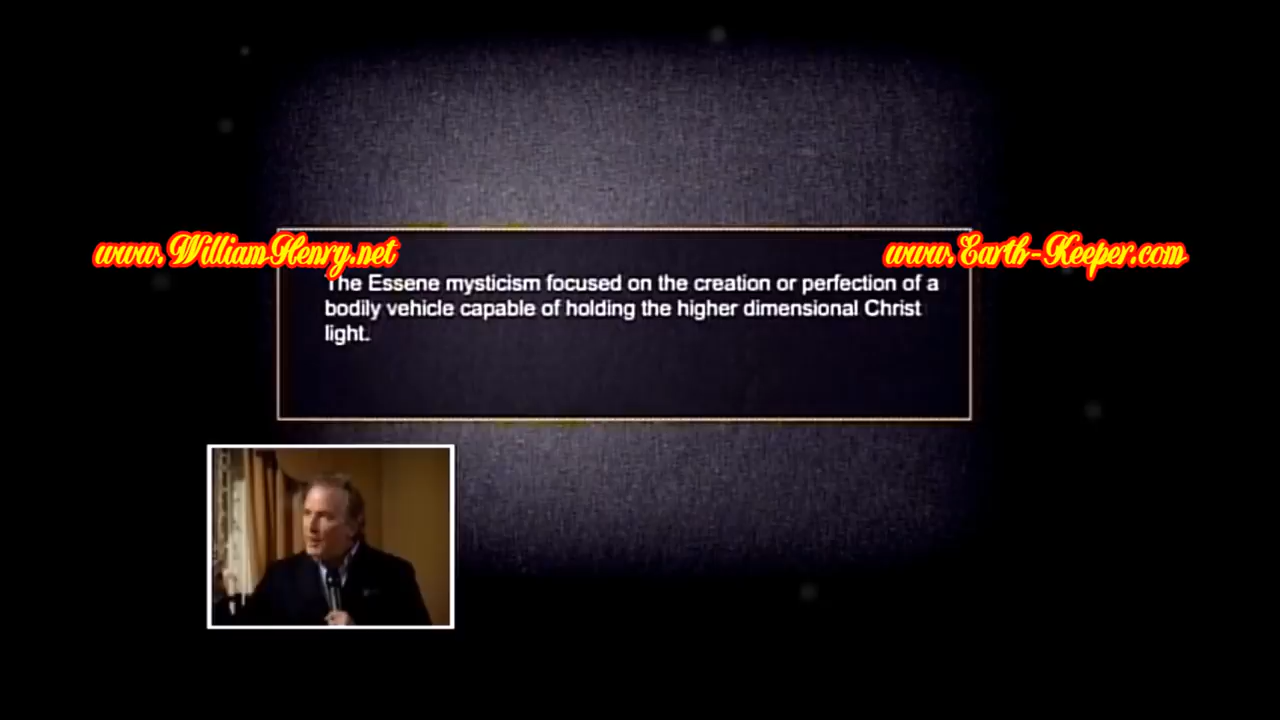 www.WilliamHenry.net
www.Earth-Keeper.com
The Essene mysticism focused on the creation or perfection of a
bodily vehicle capable of holding the higher dimensional Christ
light.